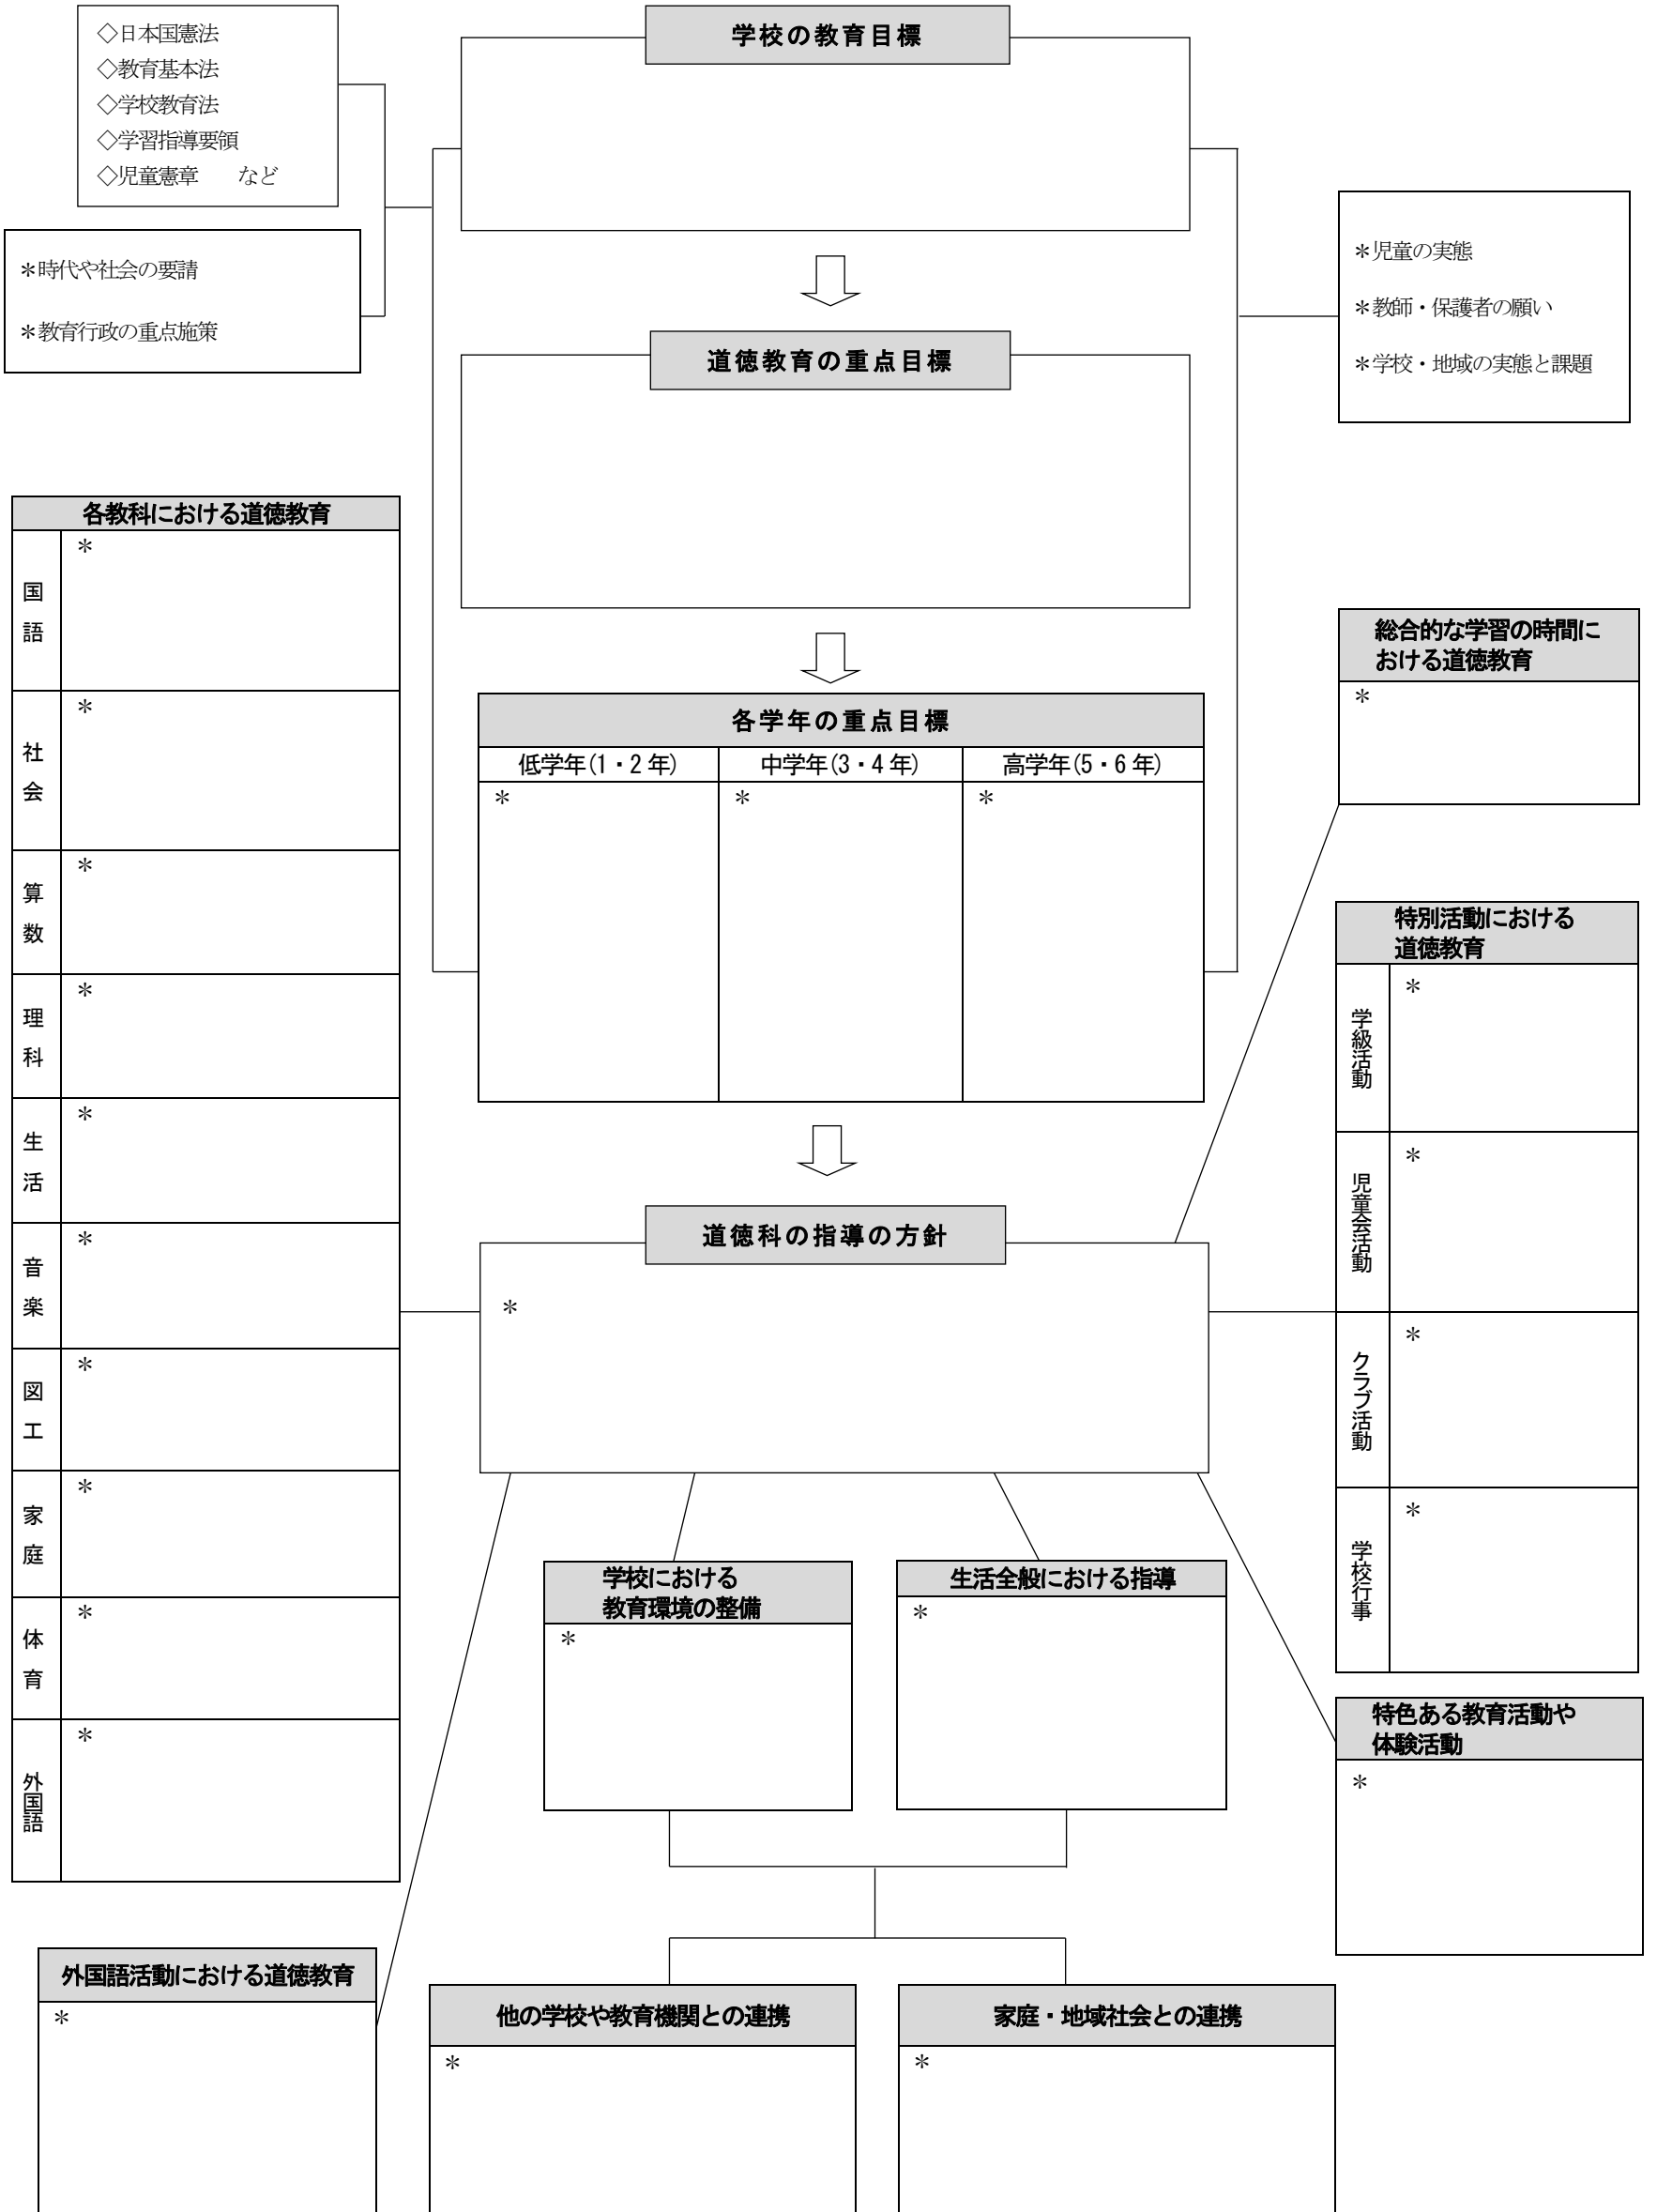 ◇日本国憲法
◇教育基本法
◇学校教育法
◇学習指導要領
◇児童憲章　　など
＊時代や社会の要請
＊教育行政の重点施策
学校の教育目標
＊児童の実態
＊教師・保護者の願い
＊学校・地域の実態と課題
道徳教育の重点目標
各教科における道徳教育
国語
＊
社会
＊
算数
＊
理科
＊
生活
＊
音楽
＊
図工
＊
家庭
＊
体育
＊
外国語
＊
各学年の重点目標
低学年(1・2年)
中学年(3・4年)
高学年(5・6年)
＊
＊
＊
総合的な学習の時間に
おける道徳教育
＊
特別活動における
道徳教育
学級活動
＊
児童会活動
＊
クラブ活動
＊
学校行事
＊
道徳科の指導の方針
＊
学校における
教育環境の整備
＊
生活全般における指導
＊
特色ある教育活動や
体験活動
＊
外国語活動における道徳教育
＊
他の学校や教育機関との連携
＊
家庭・地域社会との連携
＊